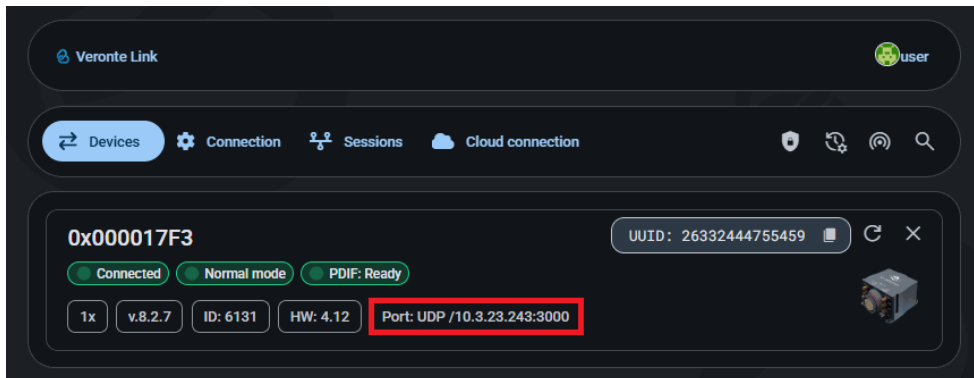 Veronte Link
user
Devices Connection Sessions Cloud connection
0x000017F3
UUID: 26332444755459
Connected Normal mode PDIF: Ready
1x v.8.2.7 ID: 6131 HW: 4.12 Port: UDP /10.3.23.243:3000